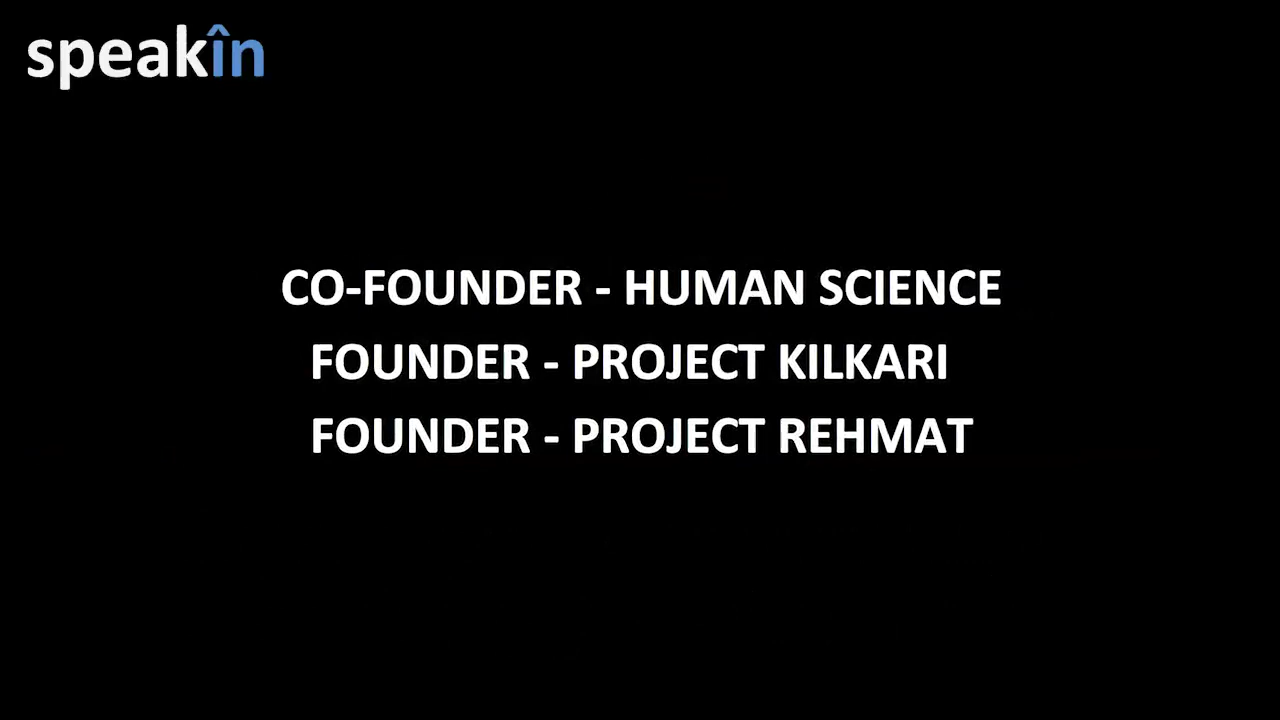 speakîn
CO-FOUNDER - HUMAN SCIENCE
FOUNDER - PROJECT KILKARI
FOUNDER - PROJECT REHMAT